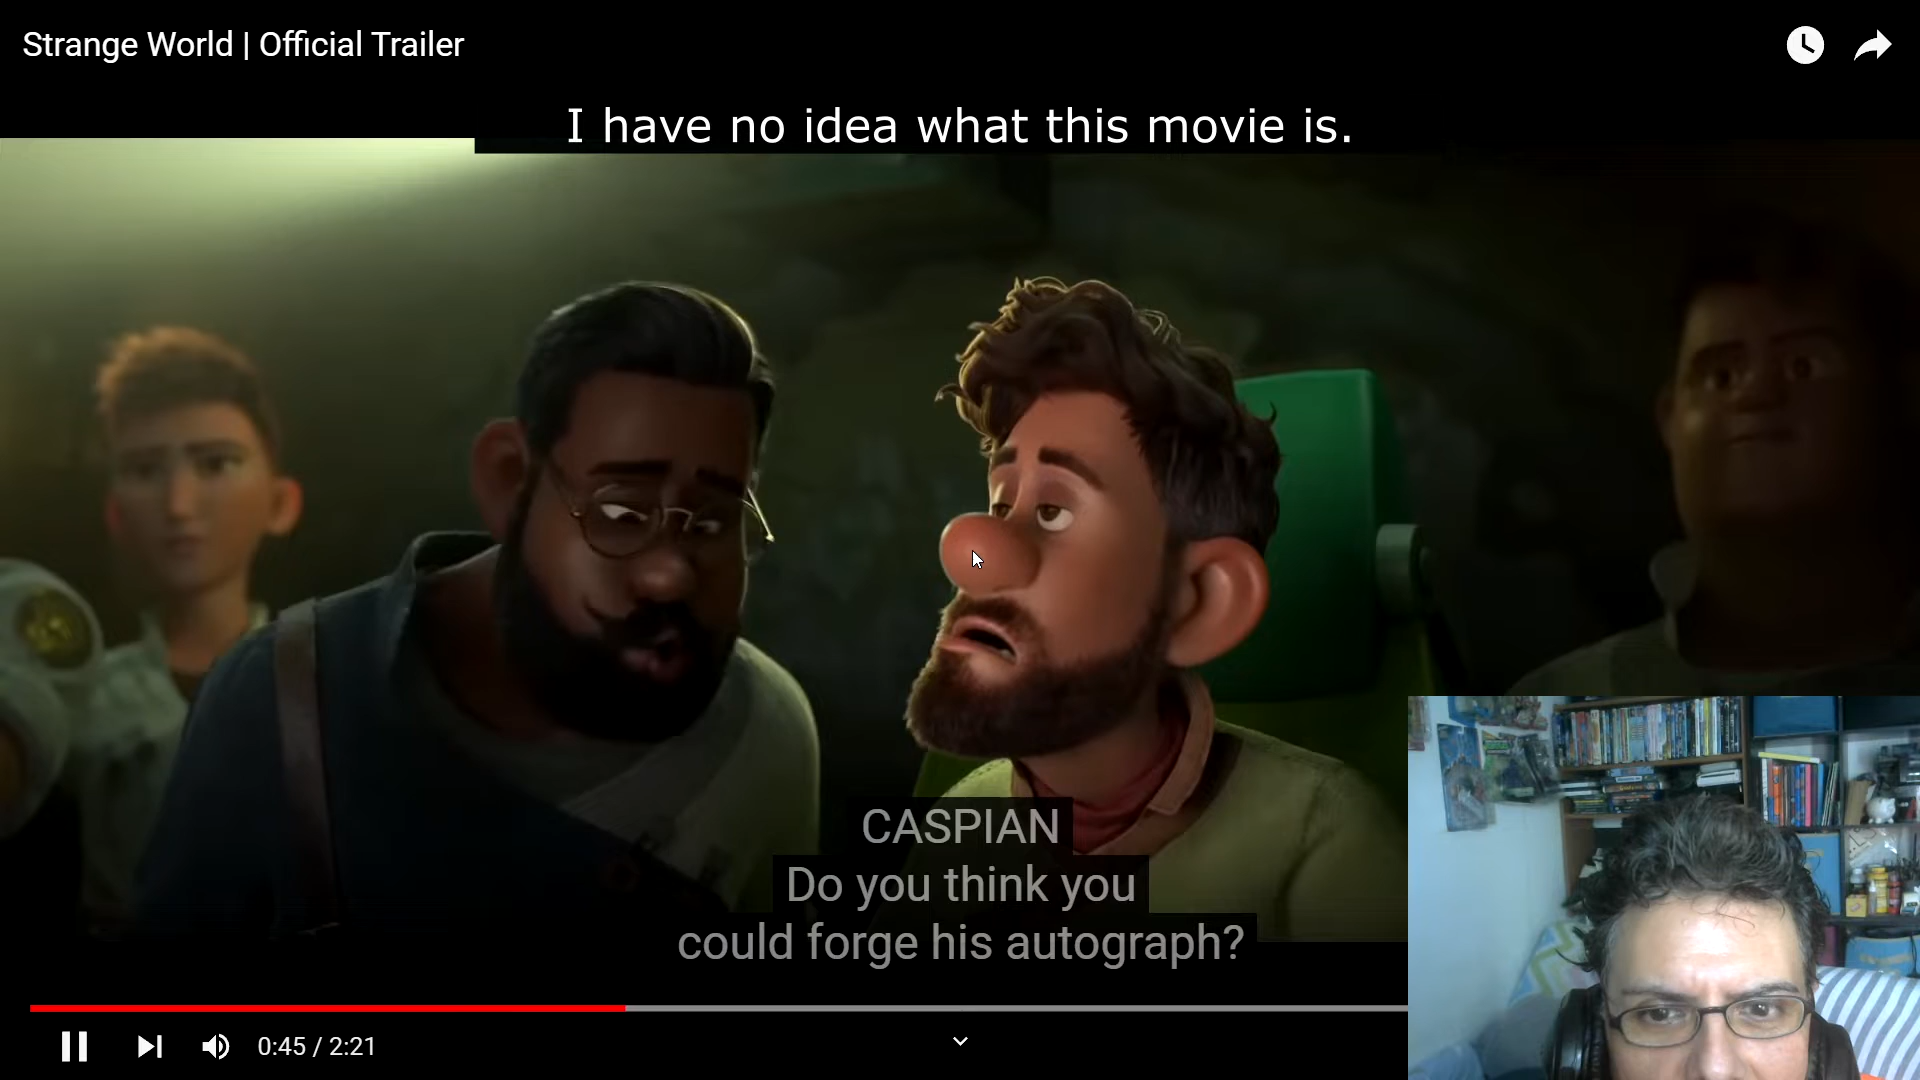 Strange World | Official Trailer
I have no idea what this movie is.
CASPIAN
Do you think you
could forge his autograph?
0:45 / 2:21